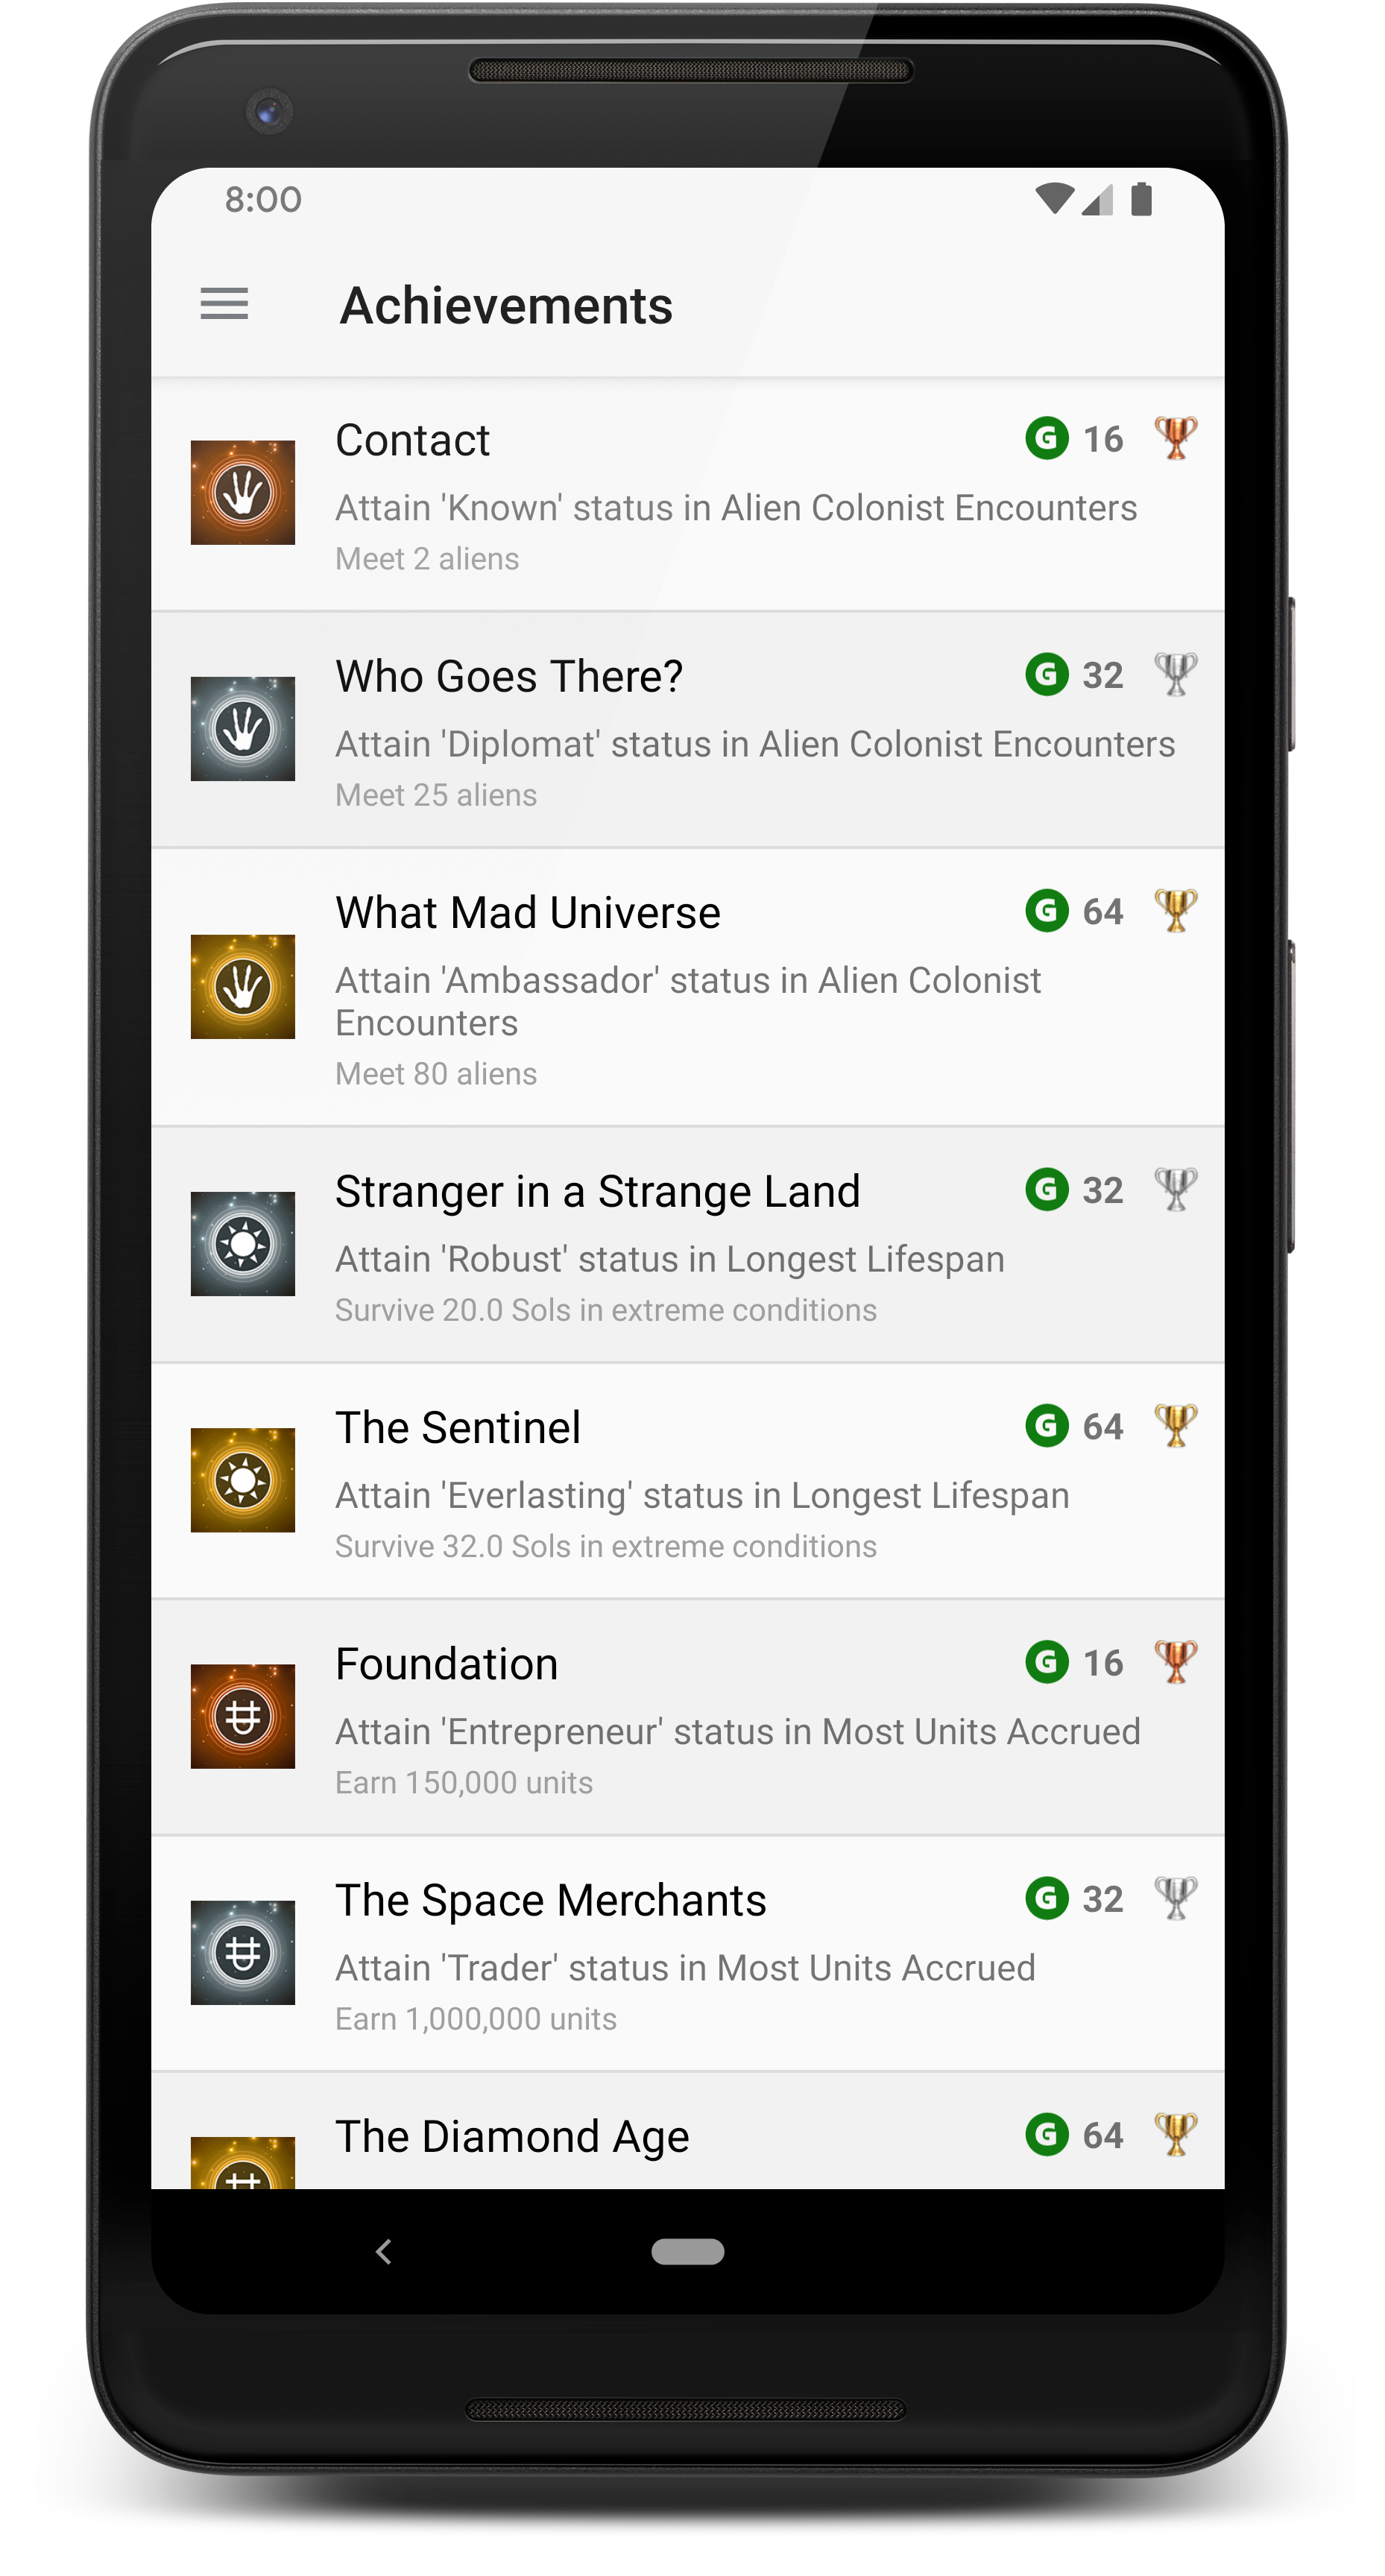 8:00
Achievements
Contact G 16
Attain 'Known' status in Alien Colonist Encounters
Meet 2 aliens
Who Goes There? G 32
Attain 'Diplomat' status in Alien Colonist Encounters
Meet 25 aliens
What Mad Universe G 64
Attain 'Ambassador' status in Alien Colonist
Encounters
Meet 80 aliens
Stranger in a Strange Land G 32
Attain 'Robust' status in Longest Lifespan
Survive 20.0 Sols in extreme conditions
The Sentinel G 64
Attain 'Everlasting' status in Longest Lifespan
Survive 32.0 Sols in extreme conditions
Foundation G 16
Attain 'Entrepreneur' status in Most Units Accrued
Earn 150,000 units
The Space Merchants G 32
Attain 'Trader' status in Most Units Accrued
Earn 1,000,000 units
The Diamond Age G 64